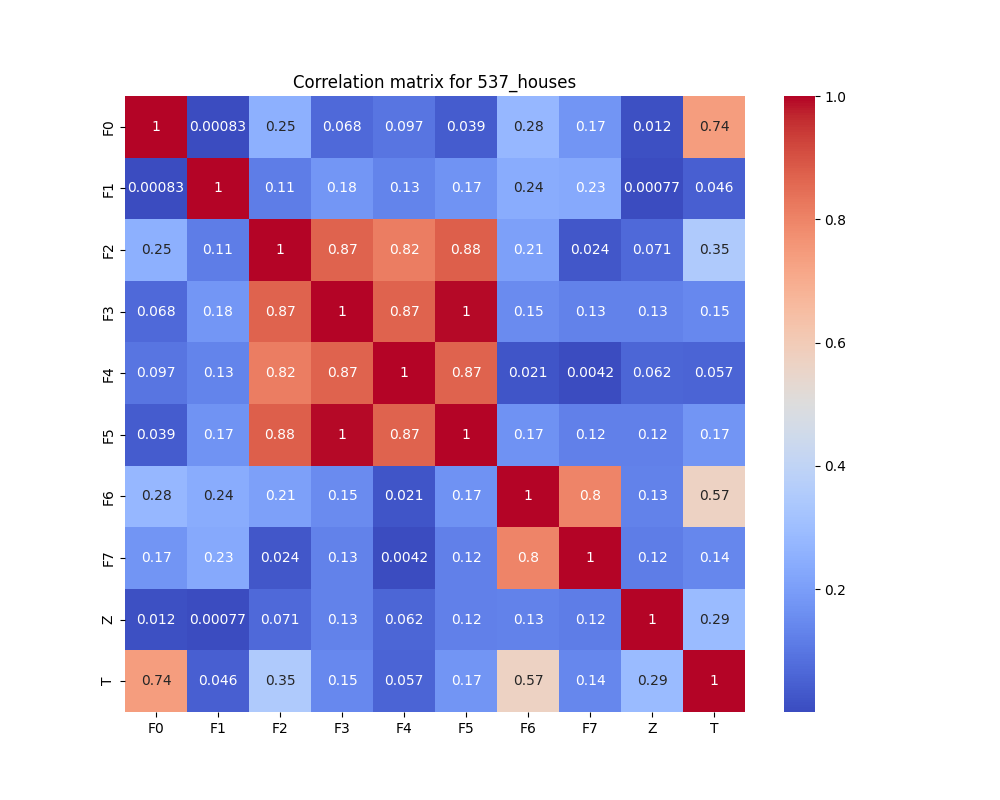 Correlation matrix for 537_houses
F0 1 0.00083 0.25 0.068 0.097 0.039 0.28 0.17 0.012 0.74
F1 0.00083 1 0.11 0.18 0.13 0.17 0.24 0.23 0.00077 0.046
F2 0.25 0.11 1 0.87 0.82 0.88 0.21 0.024 0.071 0.35
F3 0.068 0.18 0.87 1 0.87 1 0.15 0.13 0.13 0.15
F4 0.097 0.13 0.82 0.87 1 0.87 0.021 0.0042 0.062 0.057
F5 0.039 0.17 0.88 1 0.87 1 0.17 0.12 0.12 0.17
F6 0.28 0.24 0.21 0.15 0.021 0.17 1 0.8 0.13 0.57
F7 0.17 0.23 0.024 0.13 0.0042 0.12 0.8 1 0.12 0.14
Z 0.012 0.00077 0.071 0.13 0.062 0.12 0.13 0.12 1 0.29
T 0.74 0.046 0.35 0.15 0.057 0.17 0.57 0.14 0.29 1
F0 F1 F2 F3 F4 F5 F6 F7 Z T
1.0
0.8
0.6
0.4
0.2